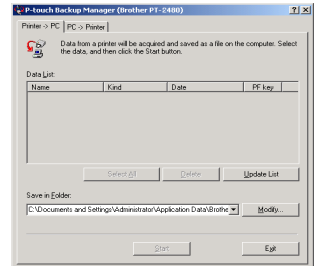 P-touch Backup Manager (Brother PT-2480)
Printer -> PC
PC -> Printer
Data from a printer will be acquired and saved as a file on the computer. Select
the data, and then click the Start button.
Data List:
Name Kind Date PF key
Select All Delete Update List
Save in Folder:
C:\Documents and Settings\Administrator\Application Data\Brothe Modify...
Start Exit